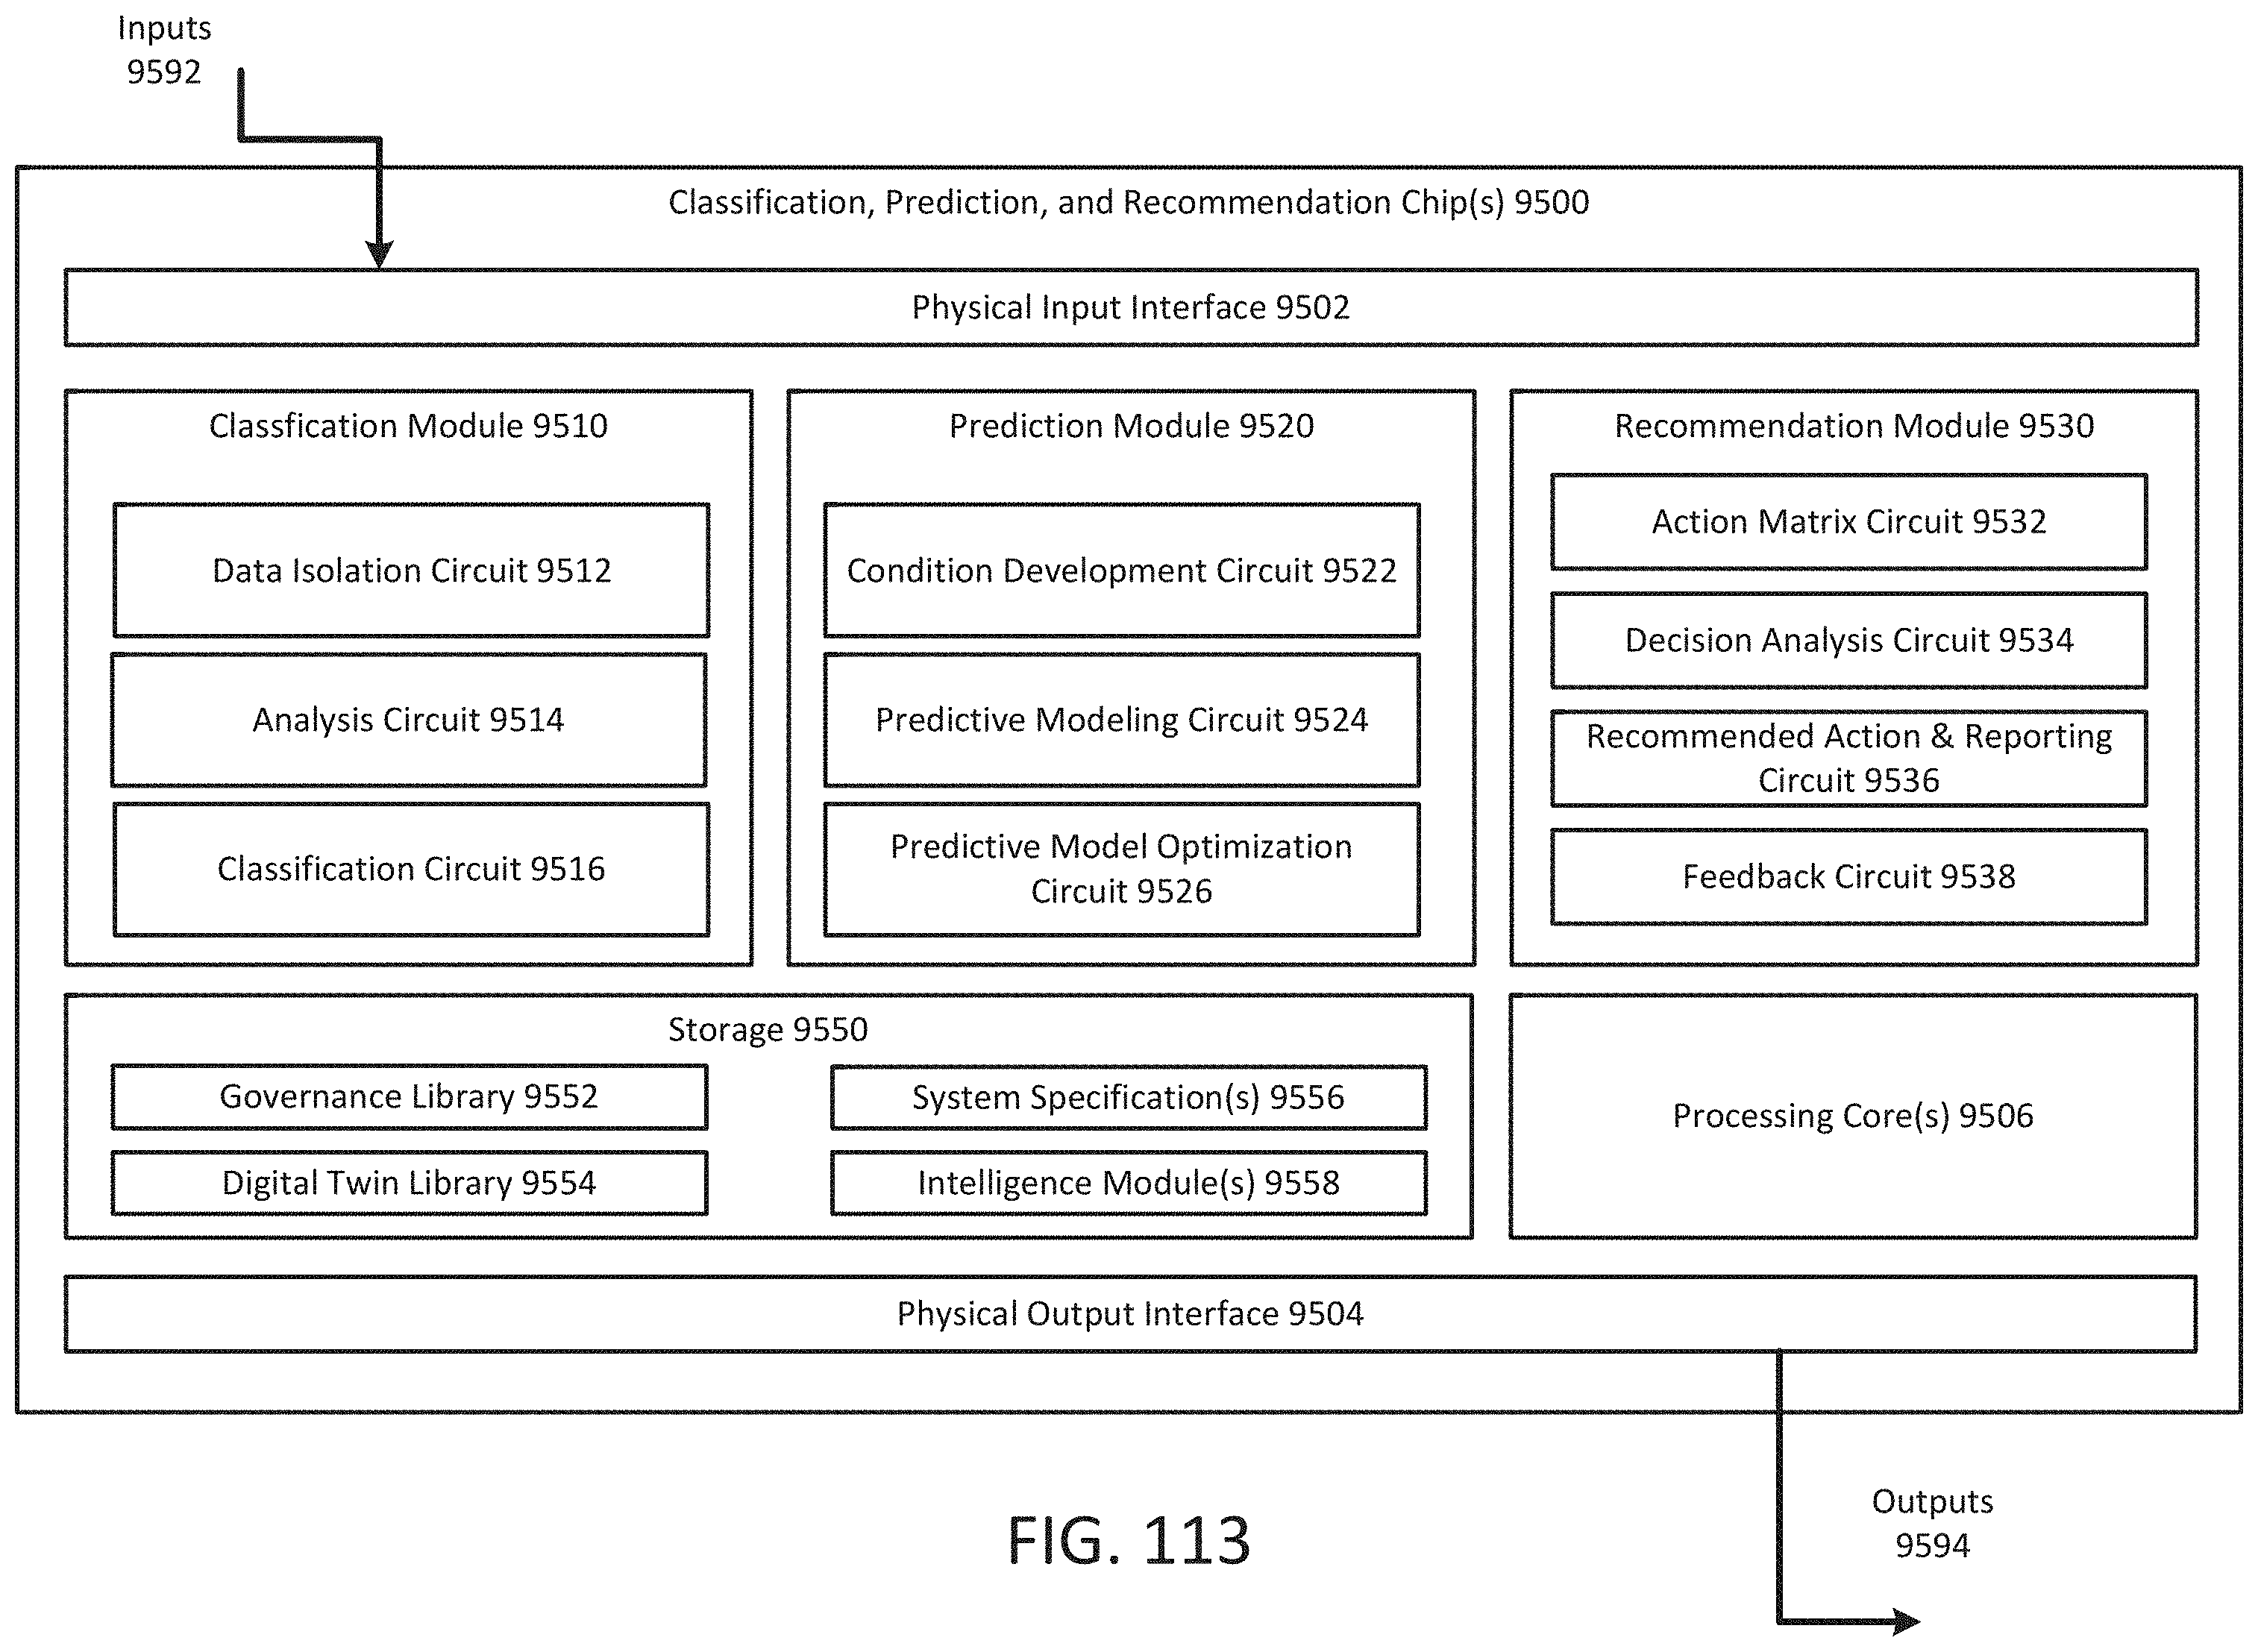 Inputs
9592
Classification, Prediction, and Recommendation Chip(s) 9500
Physical Input Interface 9502
Classfication Module 9510
Data Isolation Circuit 9512
Analysis Circuit 9514
Classification Circuit 9516
Prediction Module 9520
Condition Development Circuit 9522
Predictive Modeling Circuit 9524
Predictive Model Optimization
Circuit 9526
Recommendation Module 9530
Action Matrix Circuit 9532
Decision Analysis Circuit 9534
Recommended Action & Reporting
Circuit 9536
Feedback Circuit 9538
Storage 9550
Governance Library 9552
Digital Twin Library 9554
System Specification(s) 9556
Intelligence Module(s) 9558
Processing Core(s) 9506
Physical Output Interface 9504
Outputs
9594
FIG. 113